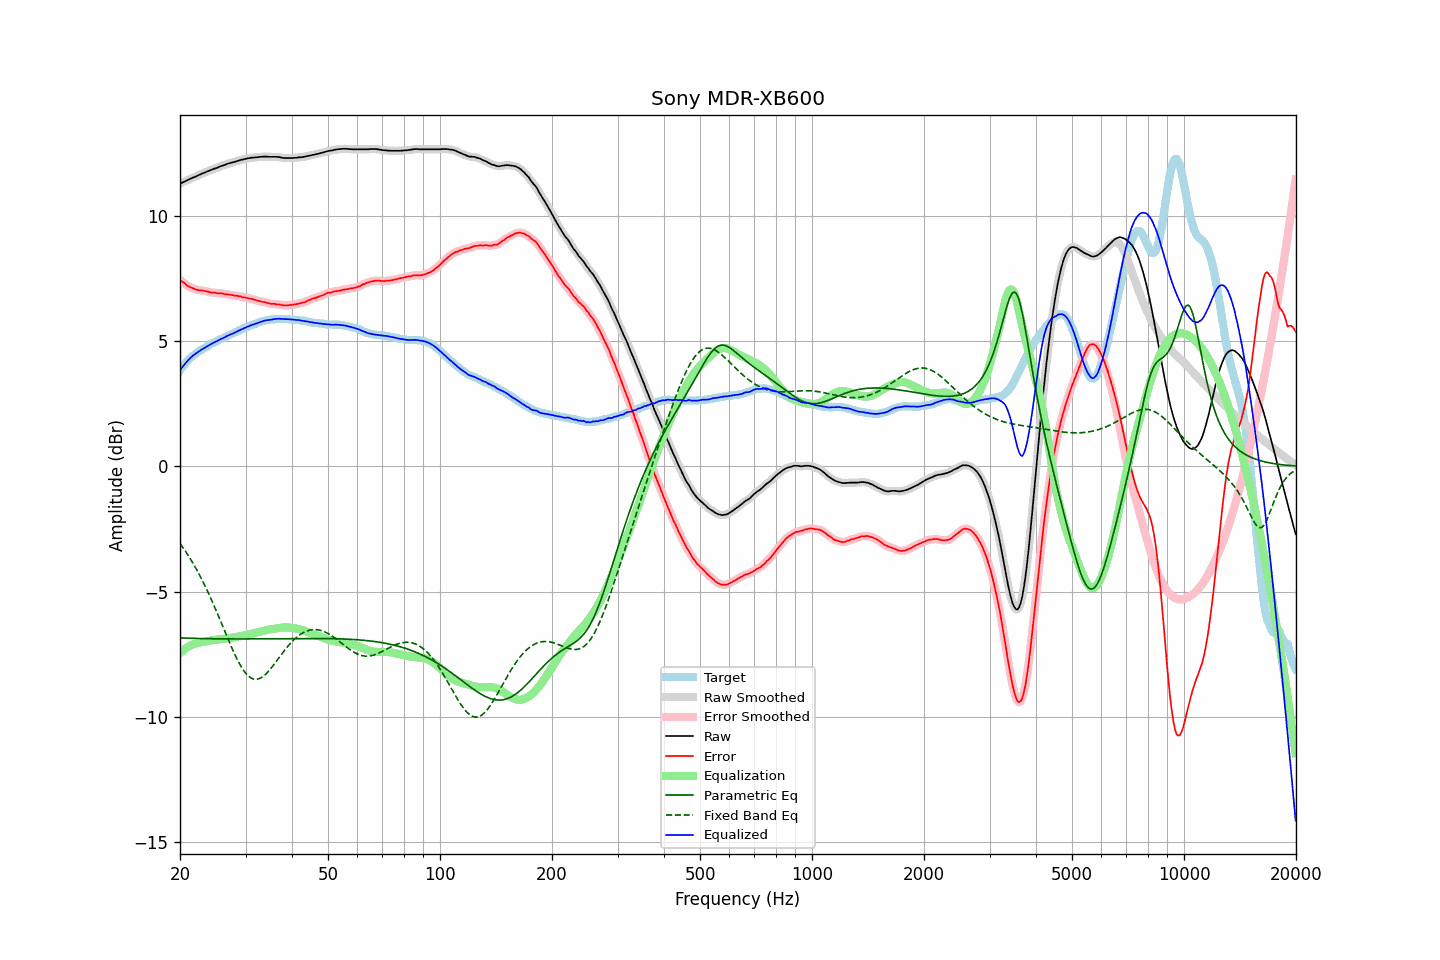 Sony MDR-XB600
Amplitude (dBr)
10
5
0
−5
−10
−15
Target
Raw Smoothed
Error Smoothed
Raw
Error
Equalization
Parametric Eq
Fixed Band Eq
Equalized
20 50 100 200 500 1000 2000 5000 10000 20000
Frequency (Hz)